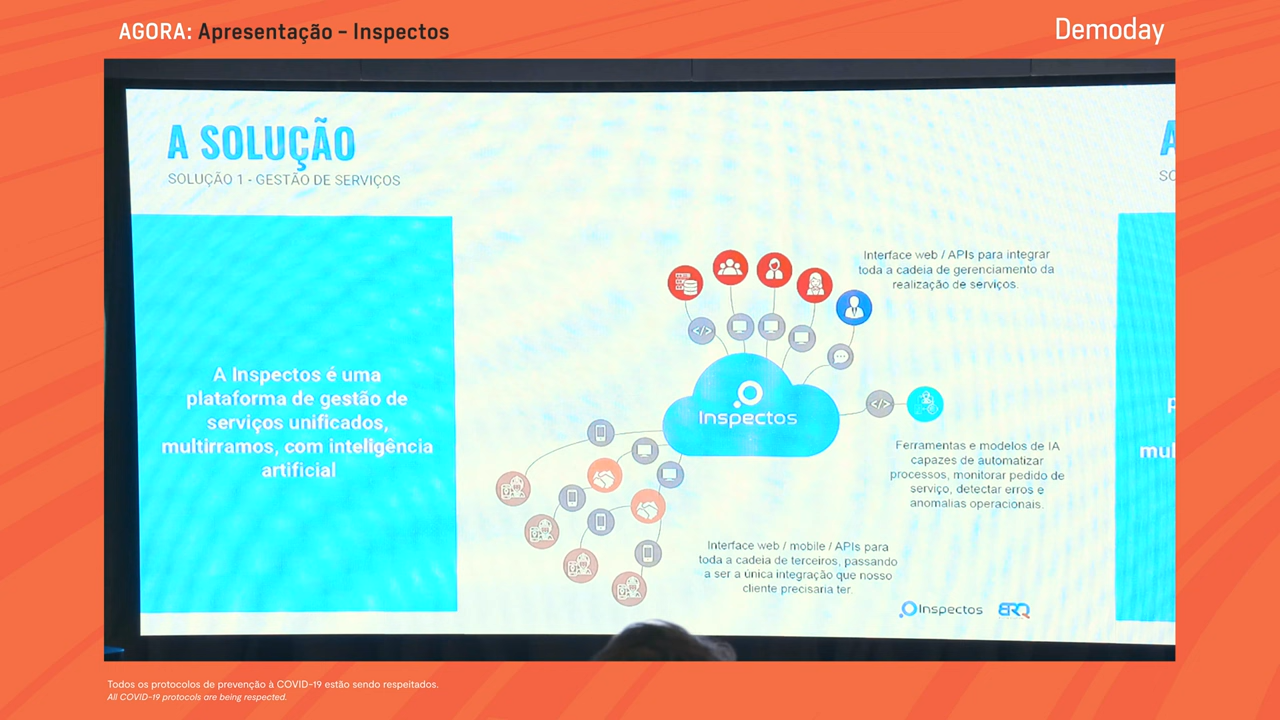 AGORA: Apresentação - Inspectos
Demoday
A SOLUÇÃO
SOLUÇÃO 1 - GESTÃO DE SERVIÇOS
A Inspectos é uma
plataforma de gestão de
serviços unificados,
multirramos, com inteligência
artificial
Interface web / APIs para integrar
toda a cadeia de gerenciamento da
realização de serviços.
</>
Inspectos
</>
Ferramentas e modelos de IA
capazes de automatizar
processos, monitorar pedido de
serviço, detectar erros e
anomalias operacionais.
Interface web / mobile / APIs para
toda a cadeia de terceiros, passando
a ser a única integração que nosso
cliente precisaria ter.
Inspectos BRQ
A
SO
mul
Todos os protocolos de prevenção à COVID-19 estão sendo respeitados.
All COVID-19 protocols are being respected.